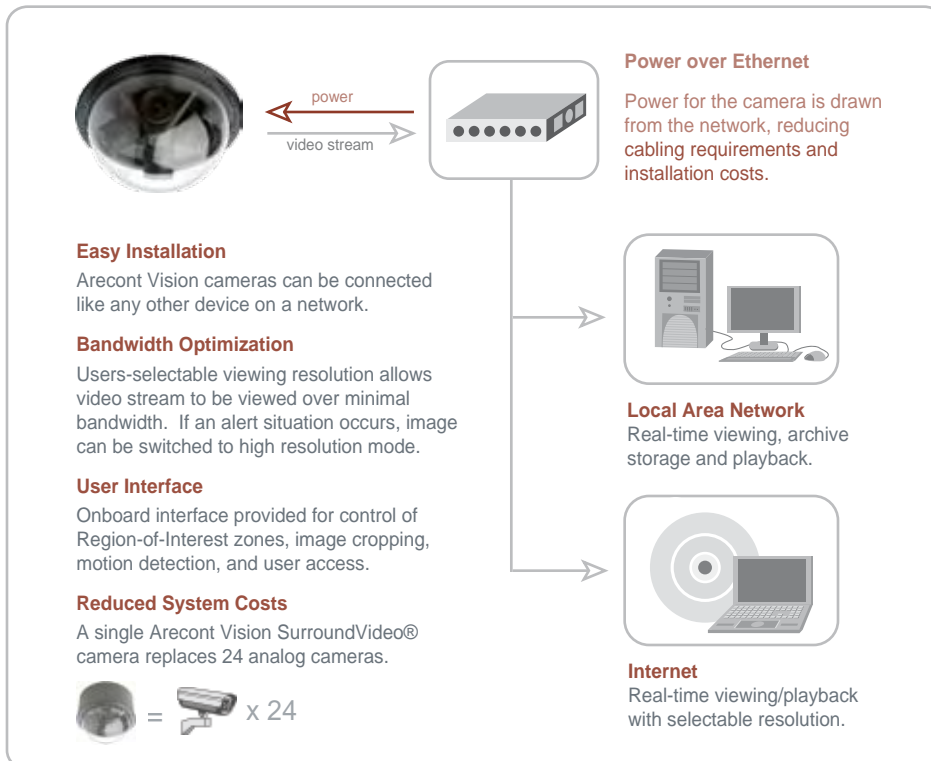 power
video stream
Power over Ethernet
Power for the camera is drawn
from the network, reducing
cabling requirements and
installation costs.
Easy Installation
Arecont Vision cameras can be connected
like any other device on a network.
Bandwidth Optimization
Users-selectable viewing resolution allows
video stream to be viewed over minimal
bandwidth.  If an alert situation occurs, image
can be switched to high resolution mode.
User Interface
Onboard interface provided for control of
Region-of-Interest zones, image cropping,
motion detection, and user access.
Reduced System Costs
A single Arecont Vision SurroundVideo®
camera replaces 24 analog cameras.
= x 24
Local Area Network
Real-time viewing, archive
storage and playback.
Internet
Real-time viewing/playback
with selectable resolution.